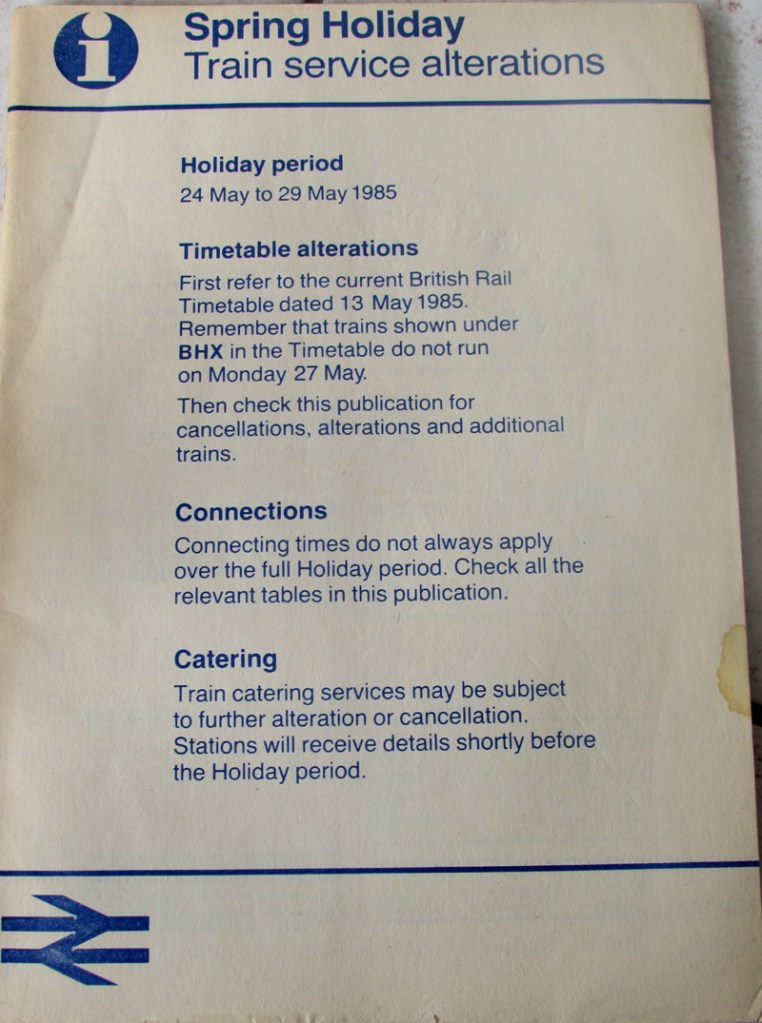 i
Spring Holiday
Train service alterations
Holiday period
24 May to 29 May 1985
Timetable alterations
First refer to the current British Rail
Timetable dated 13 May 1985.
Remember that trains shown under
BHX in the Timetable do not run
on Monday 27 May.
Then check this publication for
cancellations, alterations and additional
trains.
Connections
Connecting times do not always apply
over the full Holiday period. Check all the
relevant tables in this publication.
Catering
Train catering services may be subject
to further alteration or cancellation.
Stations will receive details shortly before
the Holiday period.